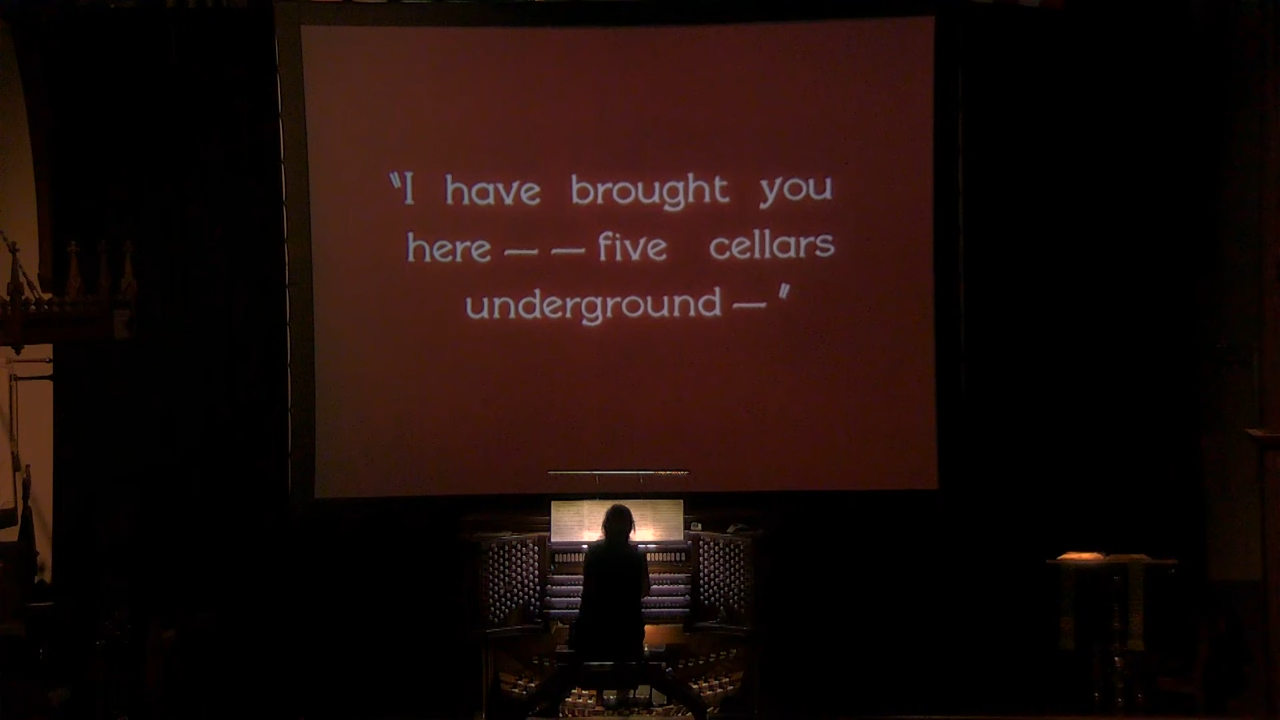 "I have brought you
here — — five cellars
underground — "